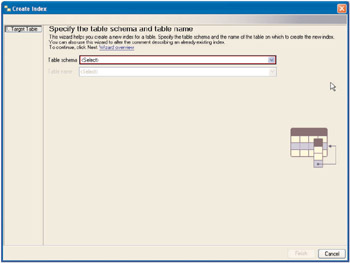 Create Index
Target Table
Specify the table schema and table name
This wizard helps you create a new index for a table. Specify the table schema and the name of the table on which to create the new index.
You can also use this wizard to alter the comment describing an already existing index.
To continue, click Next. Wizard overview
Table schema <Select>
Table name <Select>
Finish Cancel